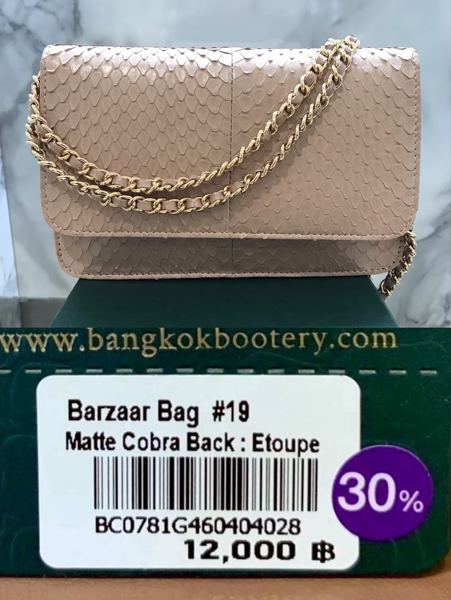 www.bangkokbootery.com
Barzaar Bag #19
Matte Cobra Back : Etoupe
30%
BC0781G460404028
12,000 ฿